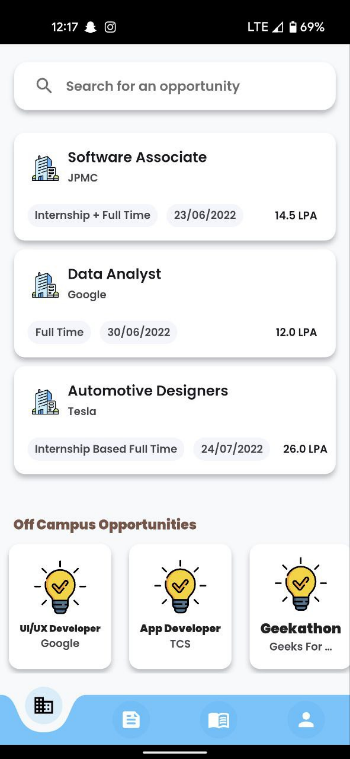 12:17
LTE 69%
Search for an opportunity
Software Associate
JPMC
Internship + Full Time 23/06/2022 14.5 LPA
Data Analyst
Google
Full Time 30/06/2022 12.0 LPA
Automotive Designers
Tesla
Internship Based Full Time 24/07/2022 26.0 LPA
Off Campus Opportunities
UI/UX Developer
Google
App Developer
TCS
Geekathon
Geeks For ...